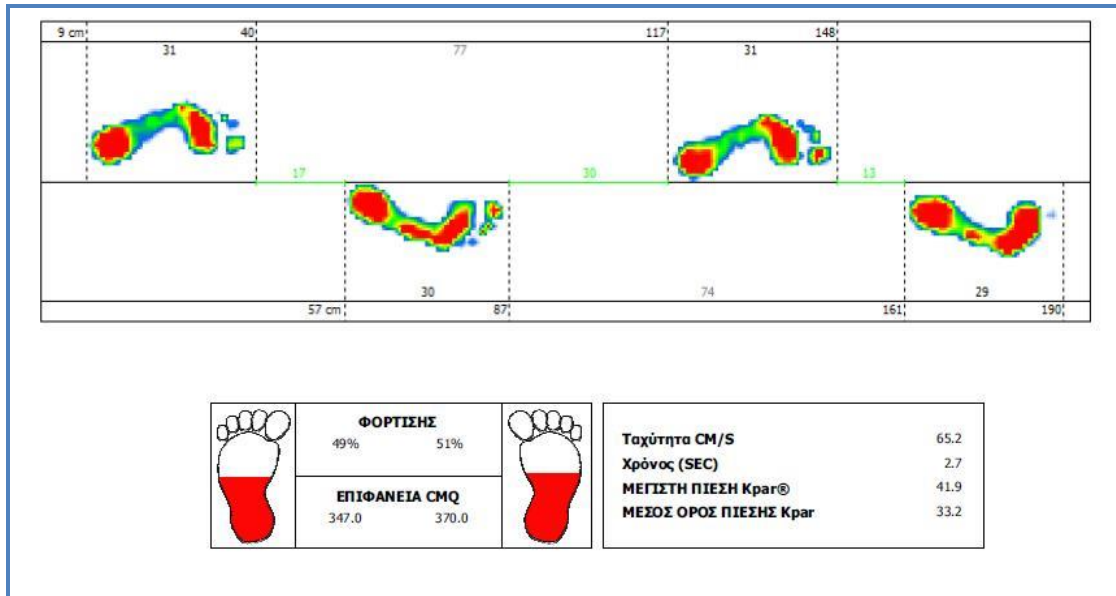 9 cm 40 117 148
31 77 31
17 30 13
30 74 29
57 cm 87 161 190
ΦΟΡΤΙΣΗΣ
49% 51%
ΕΠΙΦΑΝΕΙΑ CMQ
347.0 370.0
Ταχύτητα CM/S 65.2
Χρόνος (SEC) 2.7
ΜΕΓΙΣΤΗ ΠΙΕΣΗ Kpar® 41.9
ΜΕΣΟΣ ΟΡΟΣ ΠΙΕΣΗΣ Kpar 33.2